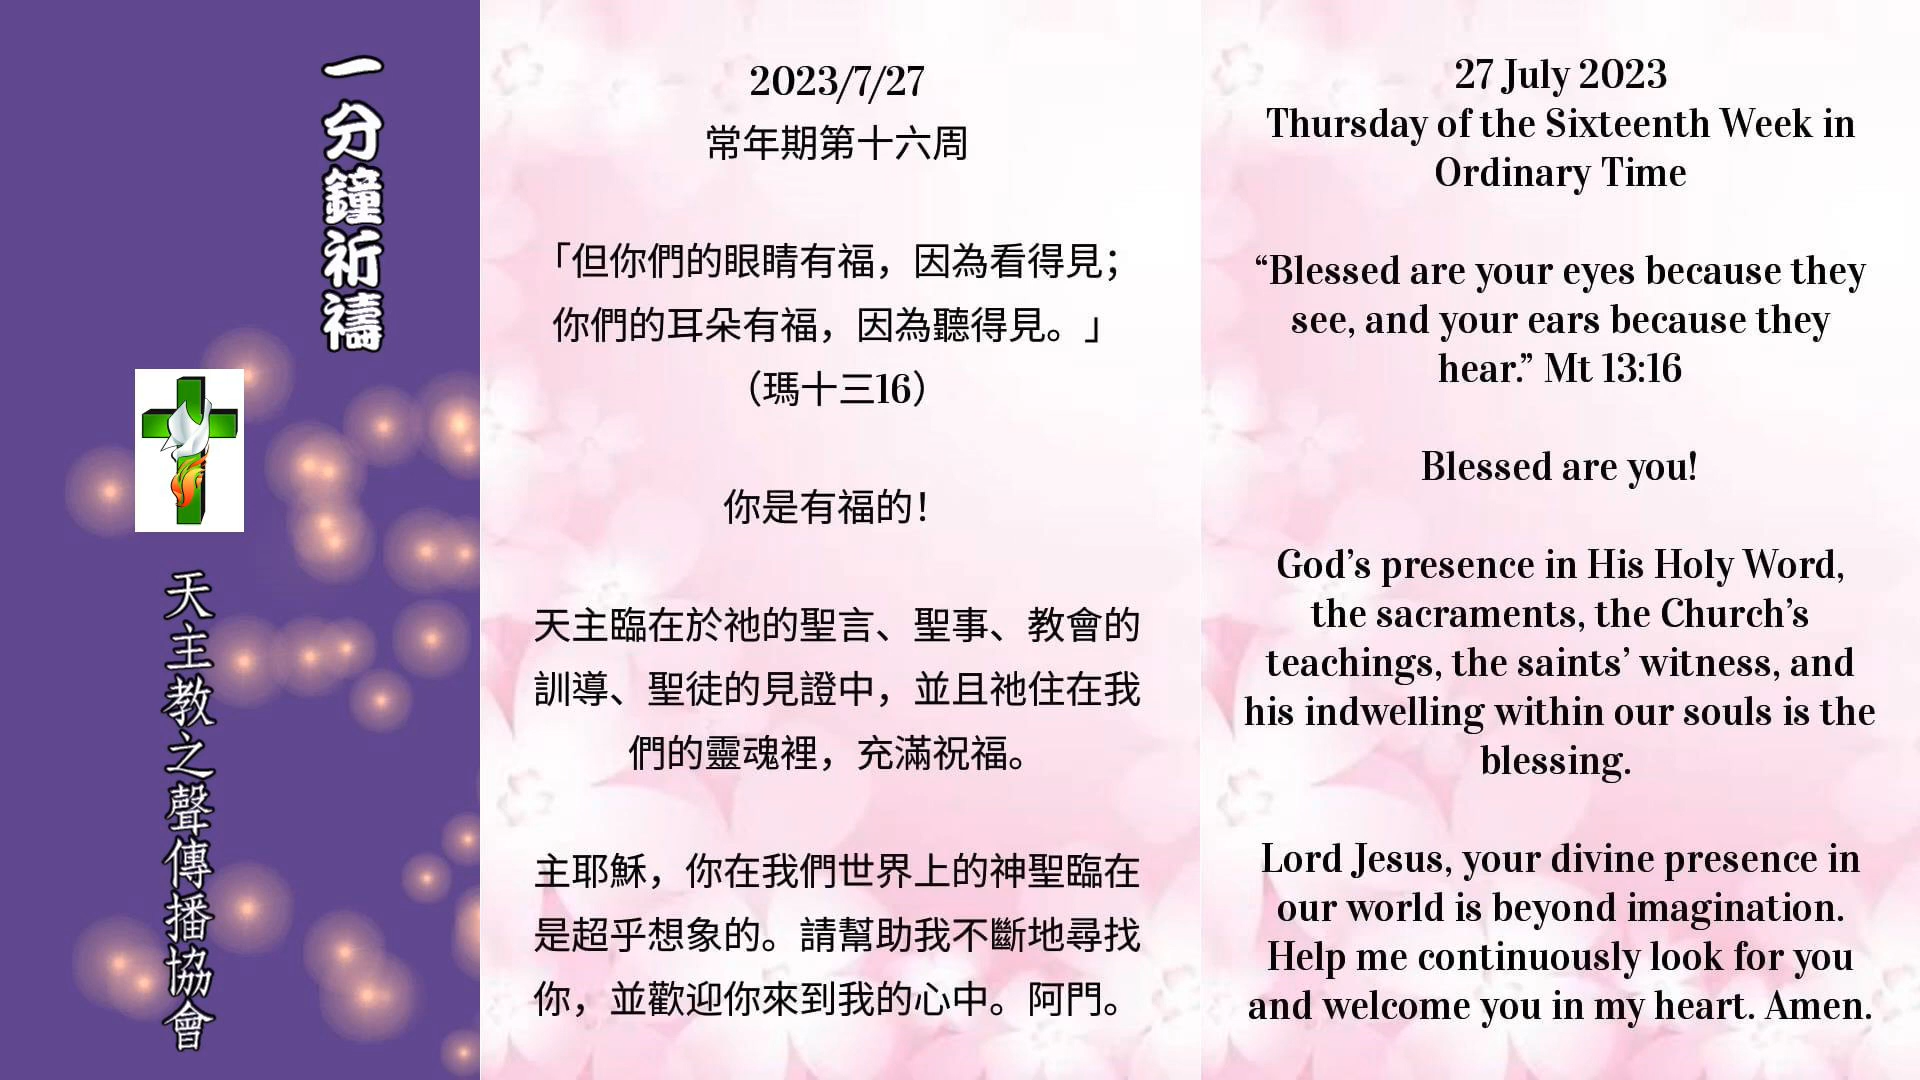 一分鐘祈禱
天主教之聲傳播協會
2023/7/27
常年期第十六周
「但你們的眼睛有福，因為看得見；
你們的耳朵有福，因為聽得見。」
（瑪十三16）
你是有福的！
天主臨在於祂的聖言、聖事、教會的
訓導、聖徒的見證中，並且祂住在我
們的靈魂裡，充滿祝福。
主耶穌，你在我們世界上的神聖臨在
是超乎想象的。請幫助我不斷地尋找
你，並歡迎你來到我的心中。阿門。
27 July 2023
Thursday of the Sixteenth Week in
Ordinary Time
“Blessed are your eyes because they
see, and your ears because they
hear.” Mt 13:16
Blessed are you!
God’s presence in His Holy Word,
the sacraments, the Church’s
teachings, the saints’ witness, and
his indwelling within our souls is the
blessing.
Lord Jesus, your divine presence in
our world is beyond imagination.
Help me continuously look for you
and welcome you in my heart. Amen.